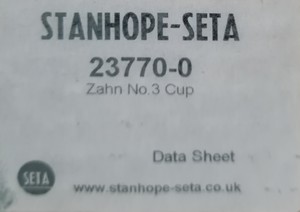 STANHOPE-SETA
23770-0
Zahn No.3 Cup
Data Sheet
SETA
www.stanhope-seta.co.uk